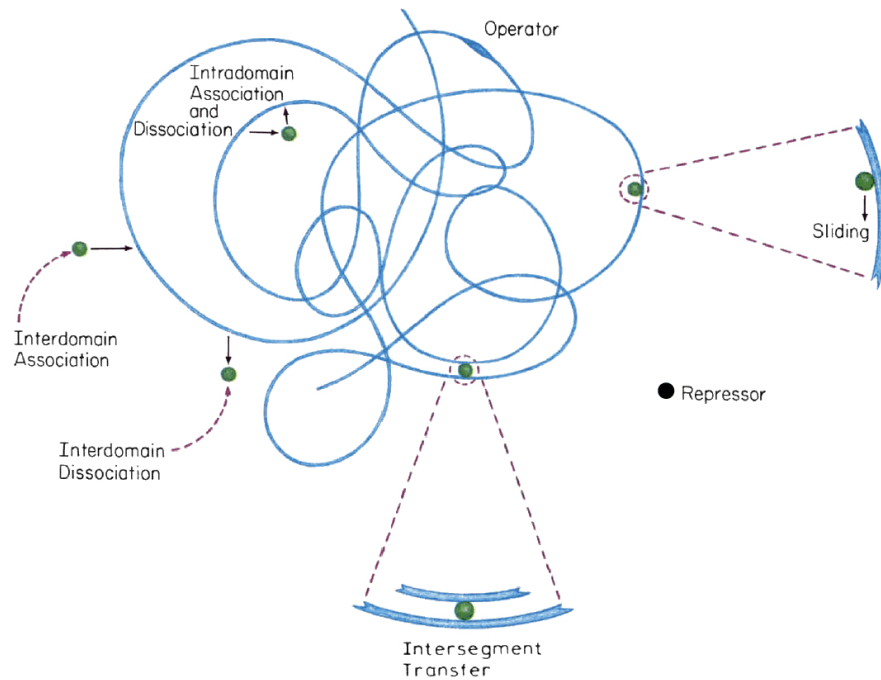 Operator
Intradomain
Association
and
Dissociation
Sliding
Interdomain
Association
Repressor
Interdomain
Dissociation
Intersegment
Transfer